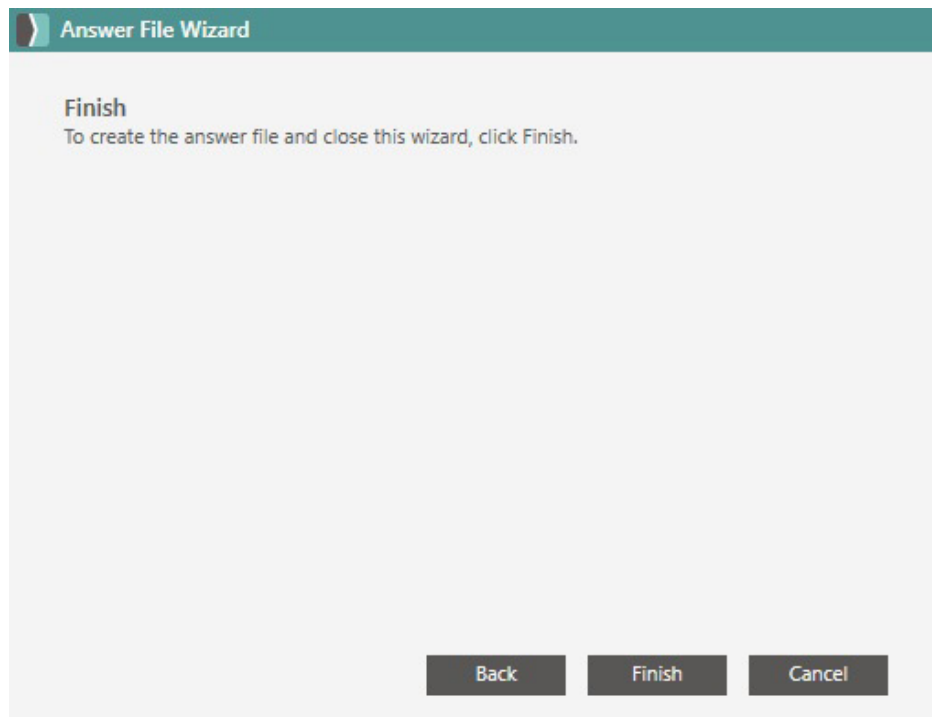 Answer File Wizard
Finish
To create the answer file and close this wizard, click Finish.
Back Finish Cancel